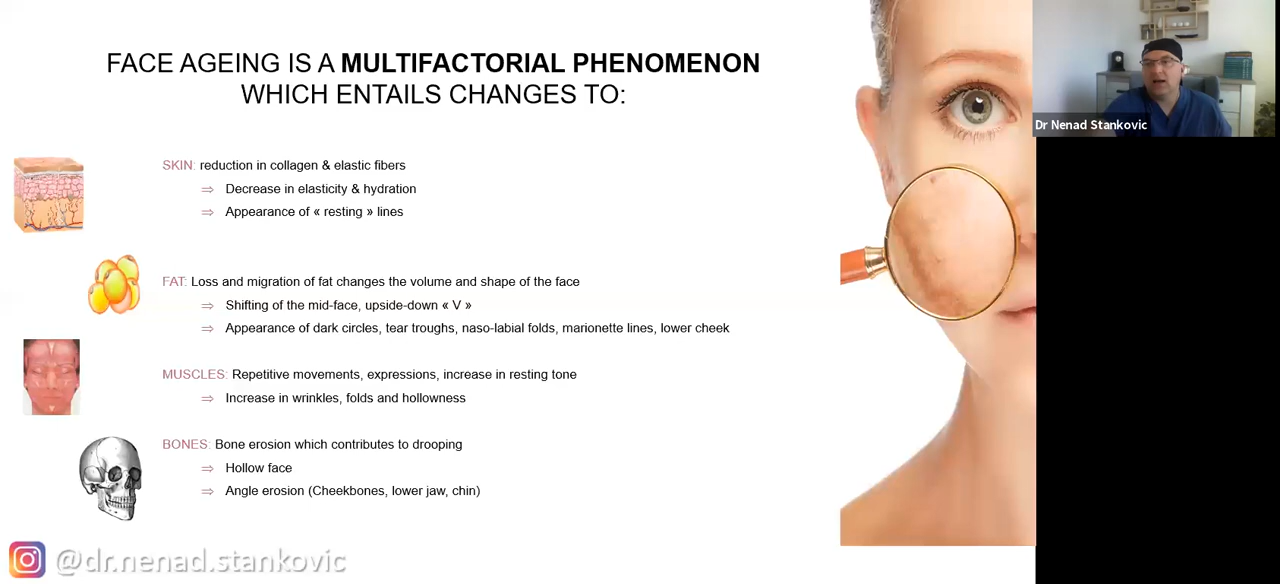 FACE AGEING IS A MULTIFACTORIAL PHENOMENON
WHICH ENTAILS CHANGES TO:
SKIN: reduction in collagen & elastic fibers
⇒ Decrease in elasticity & hydration
⇒ Appearance of « resting » lines
FAT: Loss and migration of fat changes the volume and shape of the face
⇒ Shifting of the mid-face, upside-down « V »
⇒ Appearance of dark circles, tear troughs, naso-labial folds, marionette lines, lower cheek
MUSCLES: Repetitive movements, expressions, increase in resting tone
⇒ Increase in wrinkles, folds and hollowness
BONES: Bone erosion which contributes to drooping
⇒ Hollow face
⇒ Angle erosion (Cheekbones, lower jaw, chin)
@dr.nenad.stankovic
Dr Nenad Stankovic